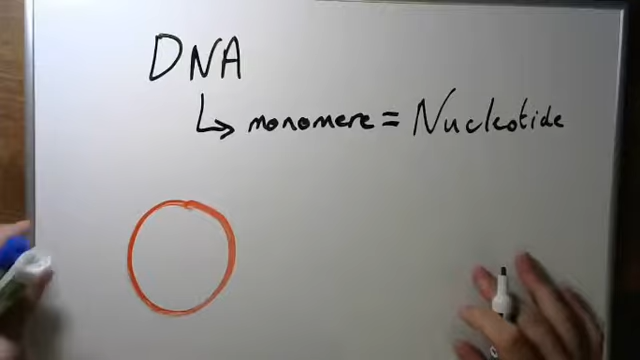 DNA
↳ monomere = Nucleotide